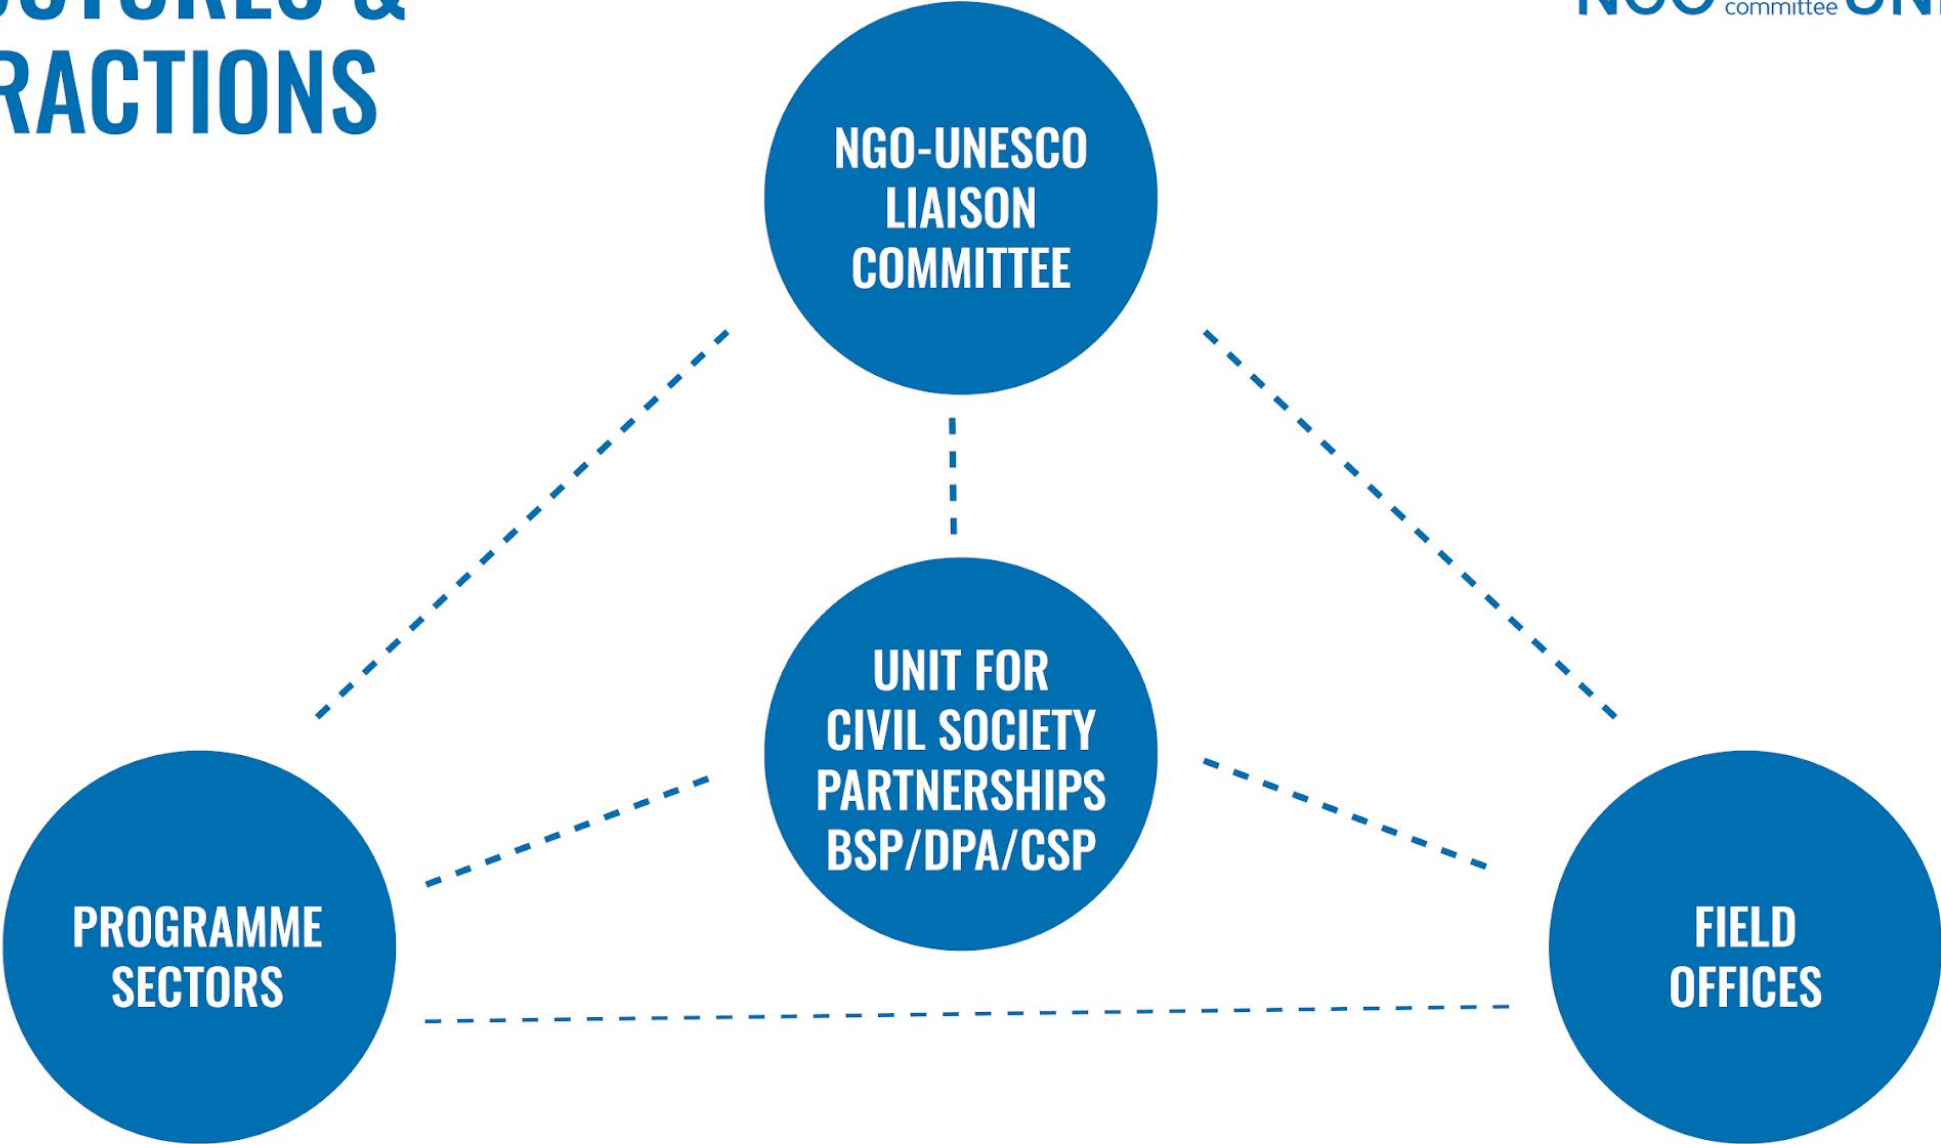 RACTIONS
committee
NGO-UNESCO
LIAISON
COMMITTEE
UNIT FOR
CIVIL SOCIETY
PARTNERSHIPS
BSP/DPA/CSP
PROGRAMME
SECTORS
FIELD
OFFICES